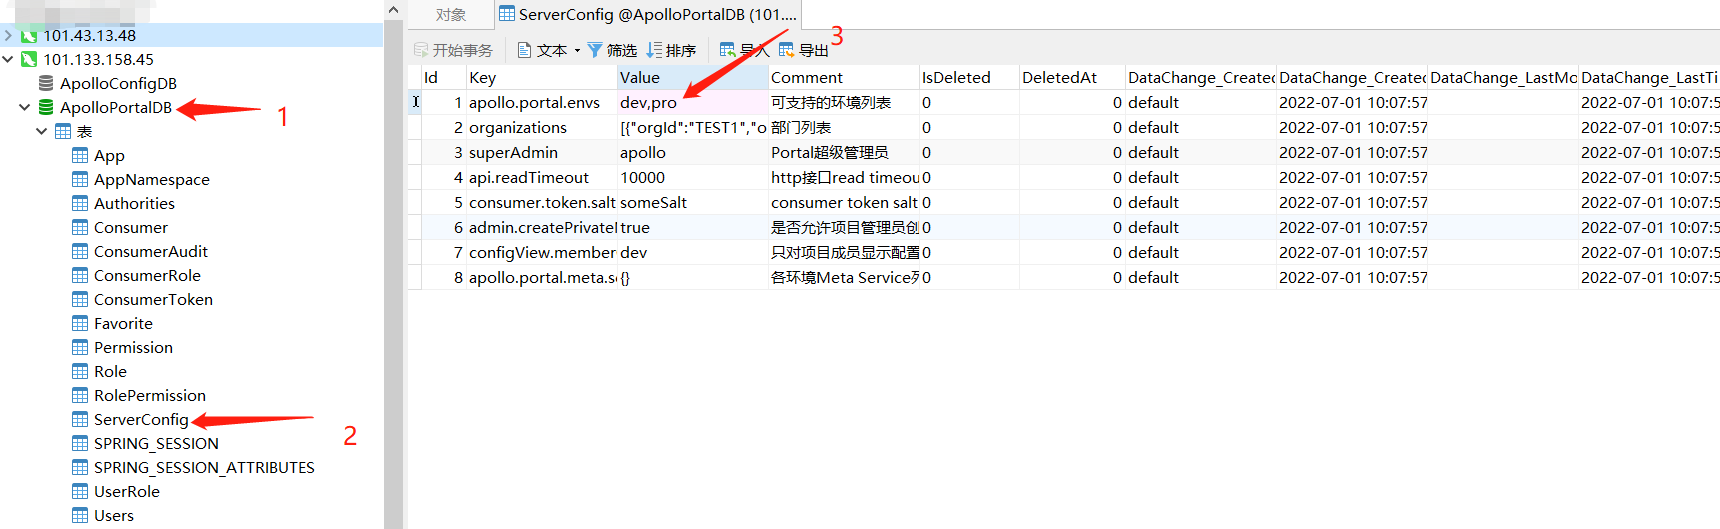 101.43.13.48
101.133.158.45
ApolloConfigDB
ApolloPortalDB
1
表
App
AppNamespace
Authorities
Consumer
ConsumerAudit
ConsumerRole
ConsumerToken
Favorite
Permission
Role
RolePermission
ServerConfig
2
SPRING_SESSION
SPRING_SESSION_ATTRIBUTES
UserRole
Users
对象 ServerConfig @ApolloPortalDB (101....
3
开始事务 文本 筛选 排序 导入 导出
Id Key Value Comment IsDeleted DeletedAt DataChange_Created DataChange_Created DataChange_LastMo DataChange_LastTi
1 apollo.portal.envs dev,pro 可支持的环境列表 0 0 default 2022-07-01 10:07:57 2022-07-01 10:07:5
2 organizations [{"orgId":"TEST1","o 部门列表 0 0 default 2022-07-01 10:07:57 2022-07-01 10:07:5
3 superAdmin apollo Portal超级管理员 0 0 default 2022-07-01 10:07:57 2022-07-01 10:07:5
4 api.readTimeout 10000 http接口read timeou 0 0 default 2022-07-01 10:07:57 2022-07-01 10:07:5
5 consumer.token.salt someSalt consumer token salt 0 0 default 2022-07-01 10:07:57 2022-07-01 10:07:5
6 admin.createPrivate true 是否允许项目管理员创 0 0 default 2022-07-01 10:07:57 2022-07-01 10:07:5
7 configView.member dev 只对项目成员显示配置 0 0 default 2022-07-01 10:07:57 2022-07-01 10:07:5
8 apollo.portal.meta.s {} 各环境Meta Service列 0 0 default 2022-07-01 10:07:57 2022-07-01 10:07:5